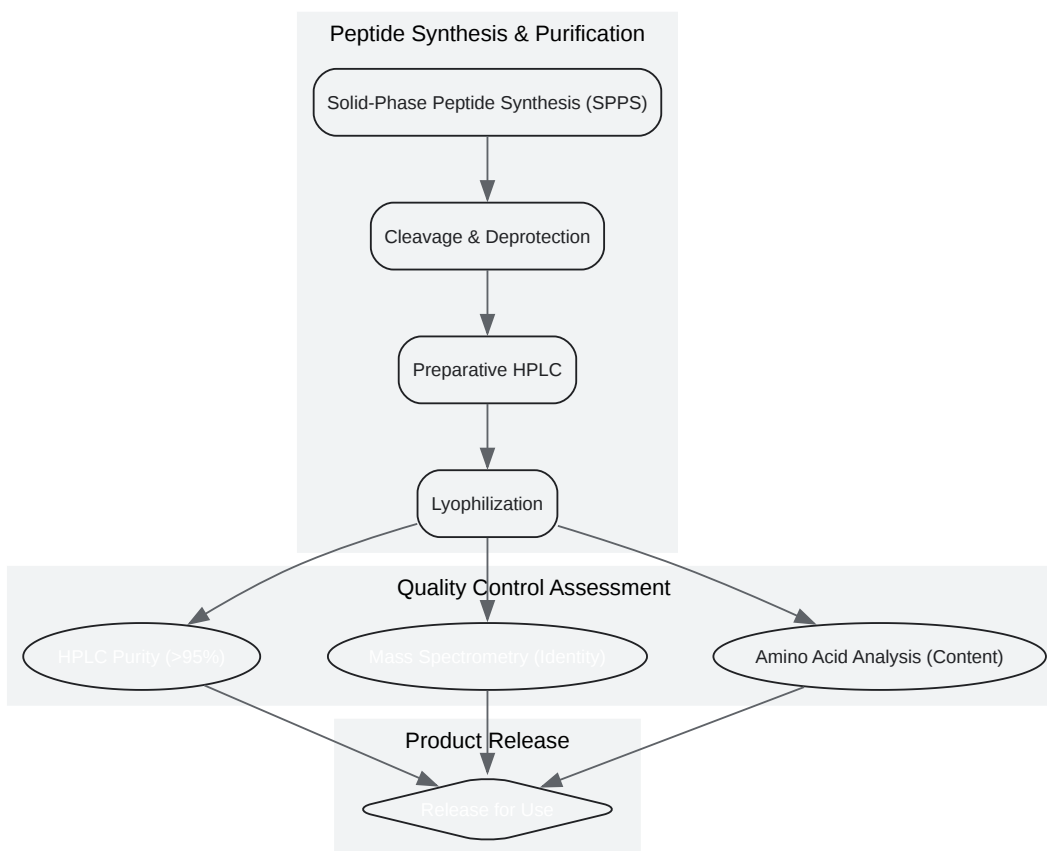 Peptide Synthesis & Purification
Solid-Phase Peptide Synthesis (SPPS)
Cleavage & Deprotection
Preparative HPLC
Lyophilization
Quality Control Assessment
HPLC Purity (>95%)
Mass Spectrometry (Identity)
Amino Acid Analysis (Content)
Product Release
Release for Use